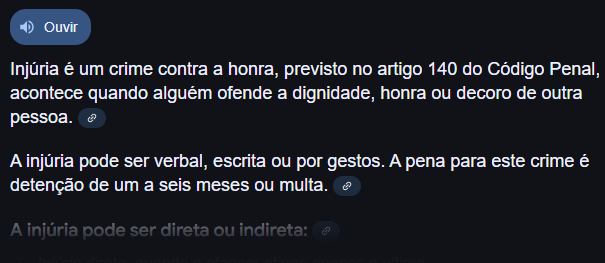 Ouvir
Injúria é um crime contra a honra, previsto no artigo 140 do Código Penal,
acontece quando alguém ofende a dignidade, honra ou decoro de outra
pessoa.
A injúria pode ser verbal, escrita ou por gestos. A pena para este crime é
detenção de um a seis meses ou multa.
A injúria pode ser direta ou indireta: